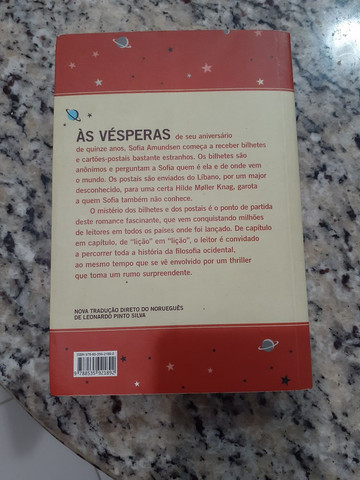 ÀS VÉSPERAS de seu aniversário
de quinze anos, Sofia Amundsen começa a receber bilhetes
e cartões-postais bastante estranhos. Os bilhetes são
anônimos e perguntam a Sofia quem é ela e de onde vem
o mundo. Os postais são enviados do Líbano, por um major
desconhecido, para uma certa Hilde Møller Knag, garota
a quem Sofia também não conhece.
O mistério dos bilhetes e dos postais é o ponto de partida
deste romance fascinante, que vem conquistando milhões
de leitores em todos os países onde foi lançado. De capítulo
em capítulo, de “lição” em “lição”, o leitor é convidado
a percorrer toda a história da filosofia ocidental,
ao mesmo tempo que se vê envolvido por um thriller
que toma um rumo surpreendente.
NOVA TRADUÇÃO DIRETO DO NORUEGUÊS
DE LEONARDO PINTO SILVA
9 788535 921892